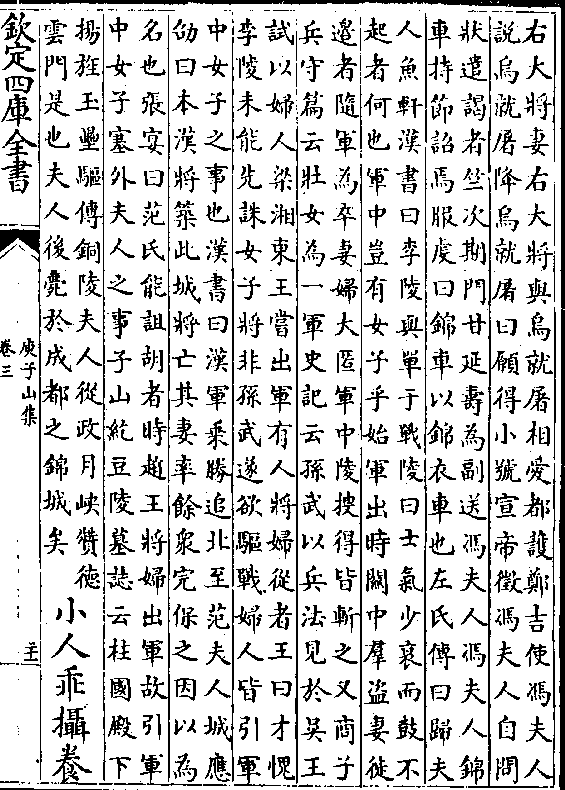 右大將妻右大將與烏就屠相愛都護鄭吉使馮夫人
說烏就屠降烏就屠曰願得小號宣帝徵馮夫人自問
狀遣謁者竺次期門甘延壽為副送馮夫人馮夫人錦
車持節詔焉服虔曰錦車以錦衣車也左氏傳曰歸夫
人魚軒漢書曰李陵與單于戰陵曰士氣少衰而鼓不
起者何也軍中豈有女子乎始軍出時關中羣盜妻徙
邉者隨軍為卒妻婦大匿軍中陵搜得皆斬之又商子
兵守篇云壯女為一軍史記云孫武以兵法見於吳王
試以婦人梁湘東王嘗出軍有人將婦從者王曰才愧
李陵未能先誅女子將非孫武遂欲驅戰婦人皆引軍
中女子之事也漢書曰漢軍乗勝追北至范夫人城應
劭曰本漢將築此城將亡其妻率餘衆完保之因以為
名也張宴曰范氏能詛胡者時趙王將婦出軍故引軍
中女子塞外夫人之事子山紇豆陵墓誌云柱國殿下
揚旌玉壘驅傳銅陵夫人從政月峽贊德
雲門是也夫人後薨於成都之錦城矣
小人乖攝養
欽定四庫全書
庾子山集
卷三